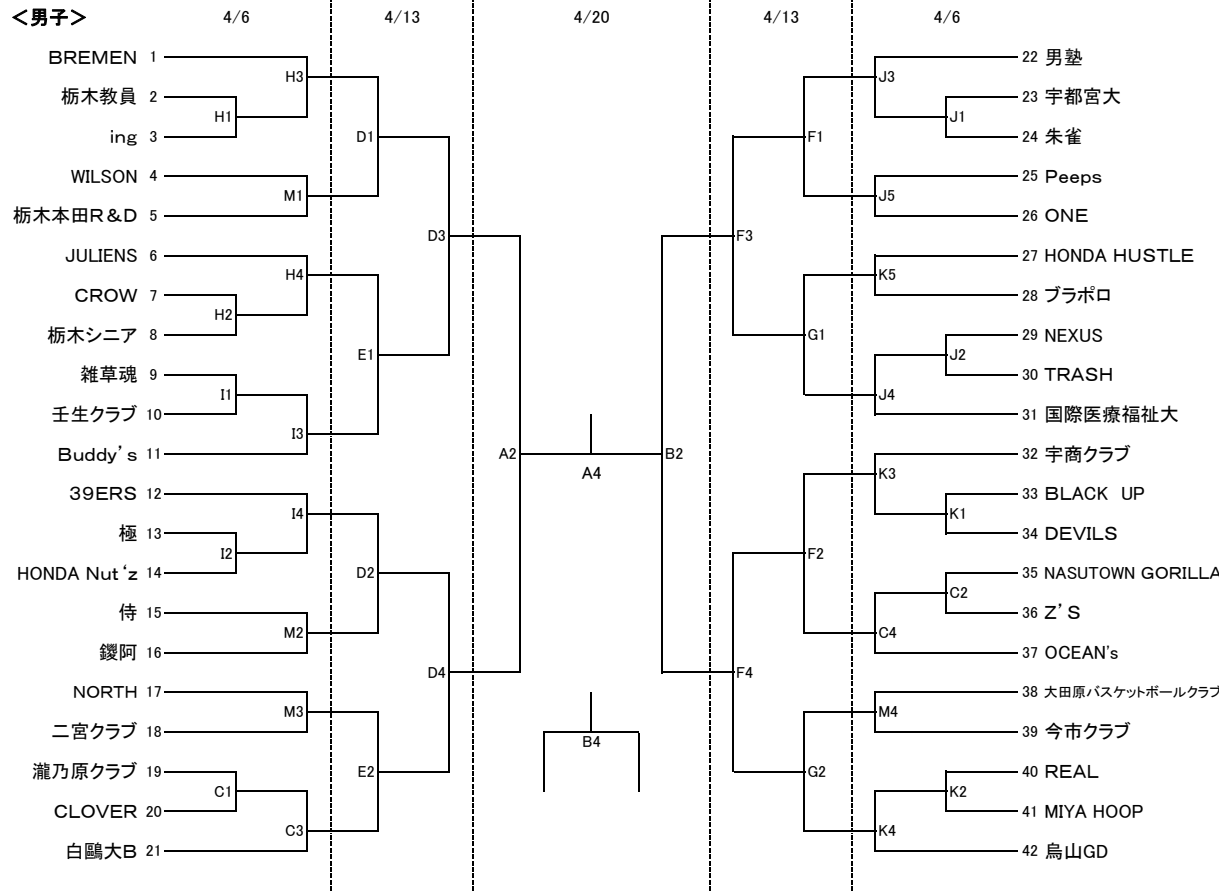 ＜男子＞ 4/6 4/13 4/20 4/13 4/6
BREMEN 1
栃木教員 2
ing 3
WILSON 4
栃木本田R&D 5
JULIENS 6
CROW 7
栃木シニア 8
雑草魂 9
壬生クラブ 10
Buddy's 11
39ERS 12
極 13
HONDA Nut‘z 14
侍 15
鑁阿 16
NORTH 17
二宮クラブ 18
瀧乃原クラブ 19
CLOVER 20
白鷗大B 21
H3
H1
M1
H4
H2
I1
I3
I4
I2
M2
M3
C1
C3
D1
E1
D2
E2
D3
D4
A2
A4
B4
B2
F3
F4
F1
G1
F2
G2
J3
J1
J5
K5
J2
J4
K3
K1
C2
C4
M4
K2
K4
22 男塾
23 宇都宮大
24 朱雀
25 Peeps
26 ONE
27 HONDA HUSTLE
28 ブラポロ
29 NEXUS
30 TRASH
31 国際医療福祉大
32 宇商クラブ
33 BLACK UP
34 DEVILS
35 NASUTOWN GORILLA
36 Z'S
37 OCEAN's
38 大田原バスケットボールクラブ
39 今市クラブ
40 REAL
41 MIYA HOOP
42 烏山GD